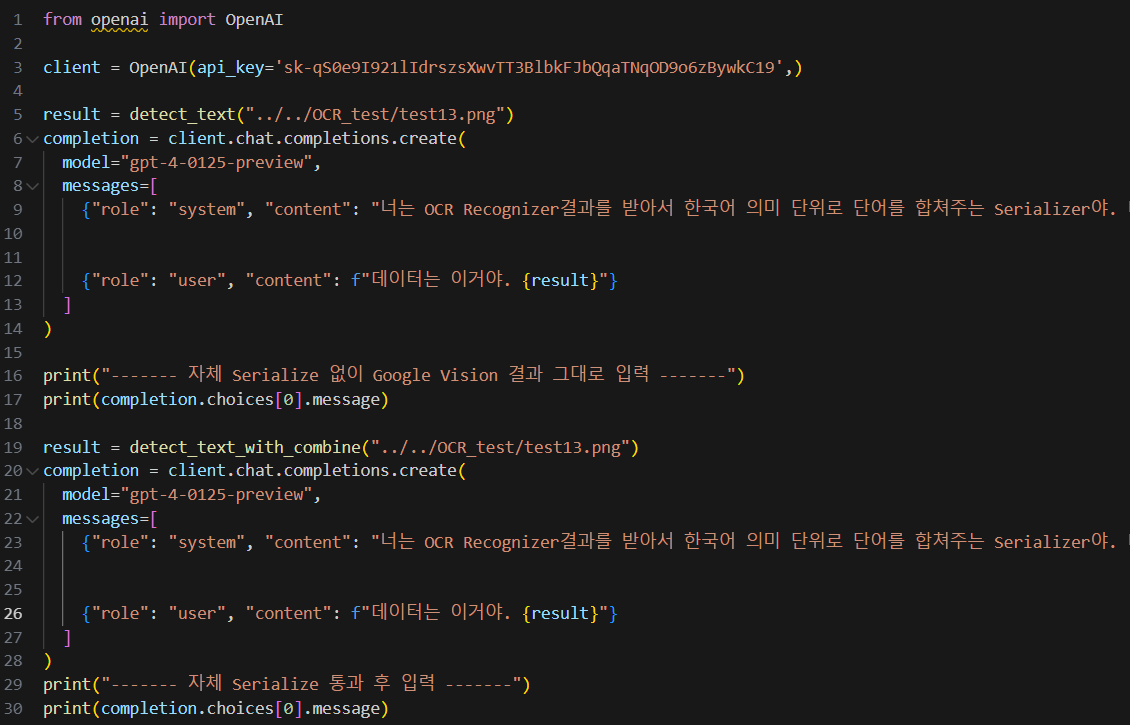 1 from openai import OpenAI
2
3 client = OpenAI(api_key='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',)
4
5 result = detect_text("../../OCR_test/test13.png")
6 completion = client.chat.completions.create(
7 model="gpt-4-0125-preview",
8 messages=[
9 {"role": "system", "content": "너는 OCR Recognizer결과를 받아서 한국어 의미 단위로 단어를 합쳐주는 Serializer야.
10
11
12 {"role": "user", "content": f"데이터는 이거야. {result}"}
13 ]
14 )
15
16 print("------- 자체 Serialize 없이 Google Vision 결과 그대로 입력 -------")
17 print(completion.choices[0].message)
18
19 result = detect_text_with_combine("../../OCR_test/test13.png")
20 completion = client.chat.completions.create(
21 model="gpt-4-0125-preview",
22 messages=[
23 {"role": "system", "content": "너는 OCR Recognizer결과를 받아서 한국어 의미 단위로 단어를 합쳐주는 Serializer야.
24
25
26 {"role": "user", "content": f"데이터는 이거야. {result}"}
27 ]
28 )
29 print("------- 자체 Serialize 통과 후 입력 -------")
30 print(completion.choices[0].message)